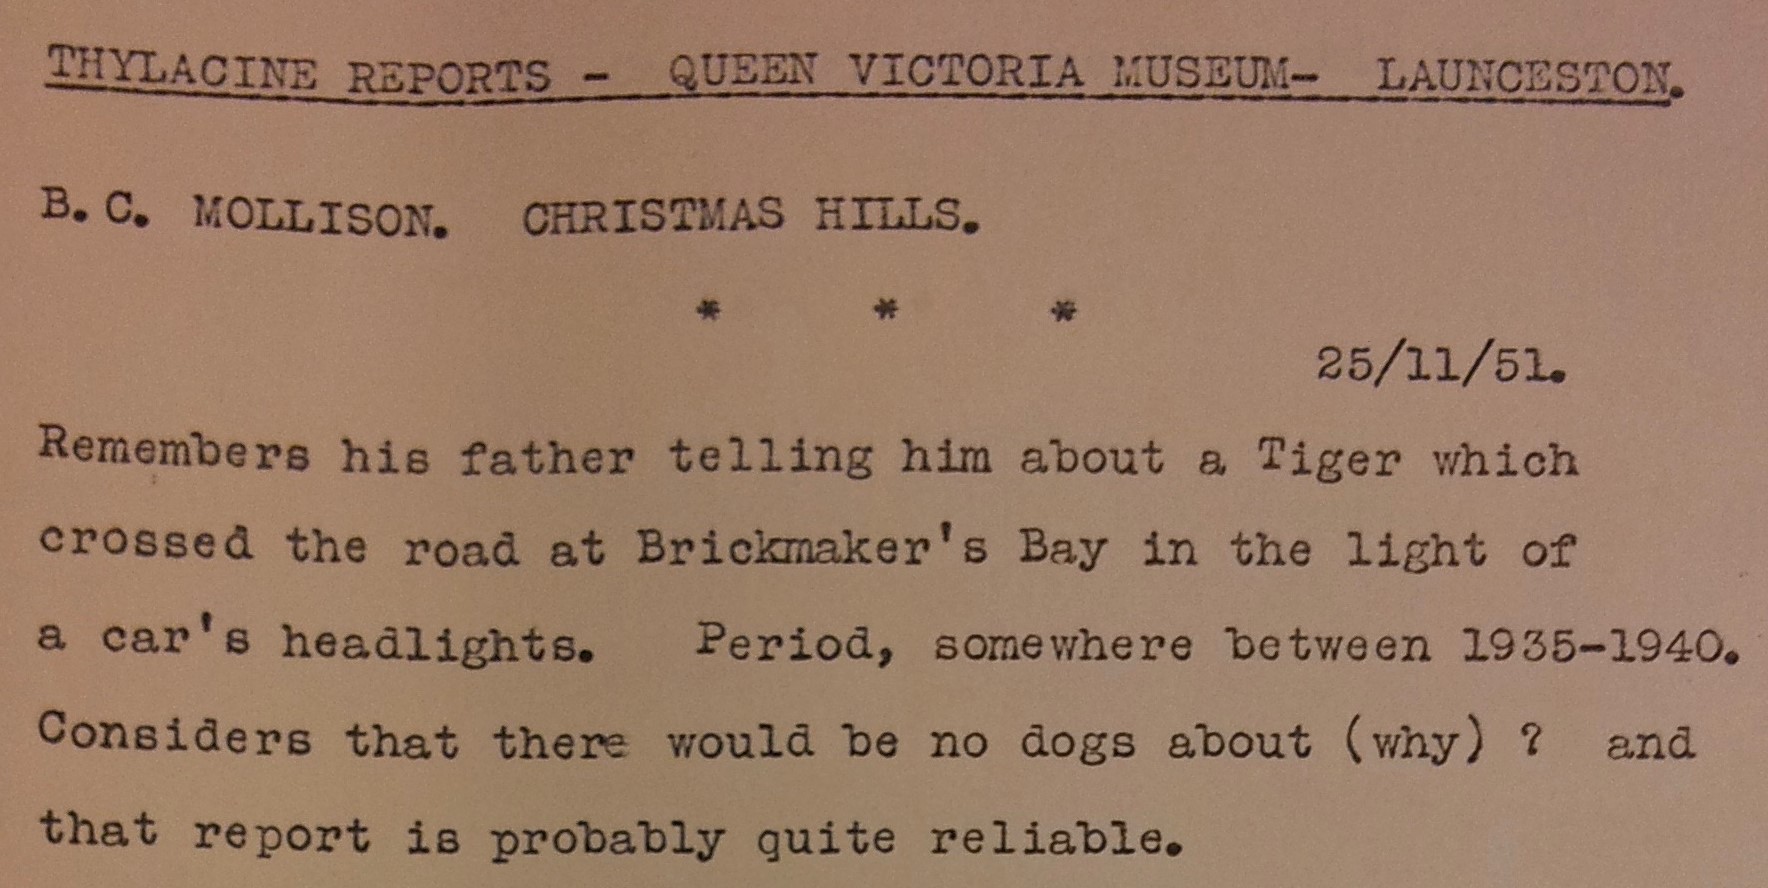 THYLACINE REPORTS - QUEEN VICTORIA MUSEUM- LAUNCESTON.
B. C. MOLLISON. CHRISTMAS HILLS.
* * *
25/11/51.
Remembers his father telling him about a Tiger which
crossed the road at Brickmaker's Bay in the light of
a car's headlights. Period, somewhere between 1935-1940.
Considers that there would be no dogs about (why) ? and
that report is probably quite reliable.